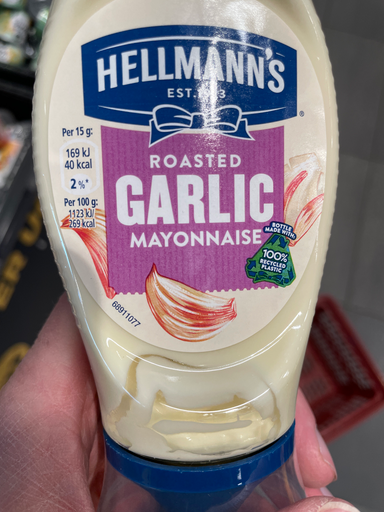 HELLMANN'S
EST. 1913
Per 15 g:
169 kJ
40 kcal
2 %*
Per 100 g:
1123 kJ/
269 kcal
ROASTED
GARLIC
MAYONNAISE
BOTTLE
MADE WITH
100%
RECYCLED
PLASTIC
68911077
®